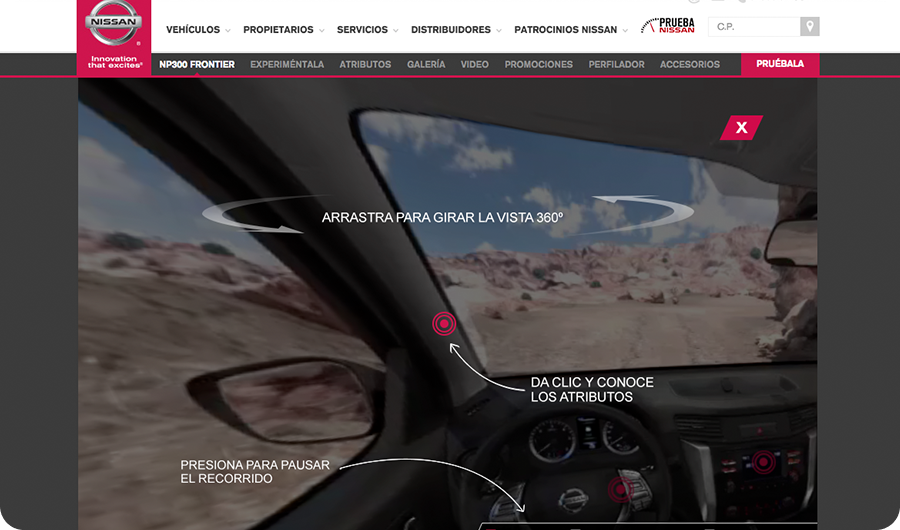 NISSAN
Innovation
that excites®
VEHÍCULOS
PROPIETARIOS
SERVICIOS
DISTRIBUIDORES
PATROCINIOS NISSAN
PRUEBA
NISSAN
C.P.
NP300 FRONTIER
EXPERIMÉNTALA
ATRIBUTOS
GALERÍA
VIDEO
PROMOCIONES
PERFILADOR
ACCESORIOS
PRUÉBALA
X
ARRASTRA PARA GIRAR LA VISTA 360º
DA CLIC Y CONOCE
LOS ATRIBUTOS
PRESIONA PARA PAUSAR
EL RECORRIDO
NISSAN